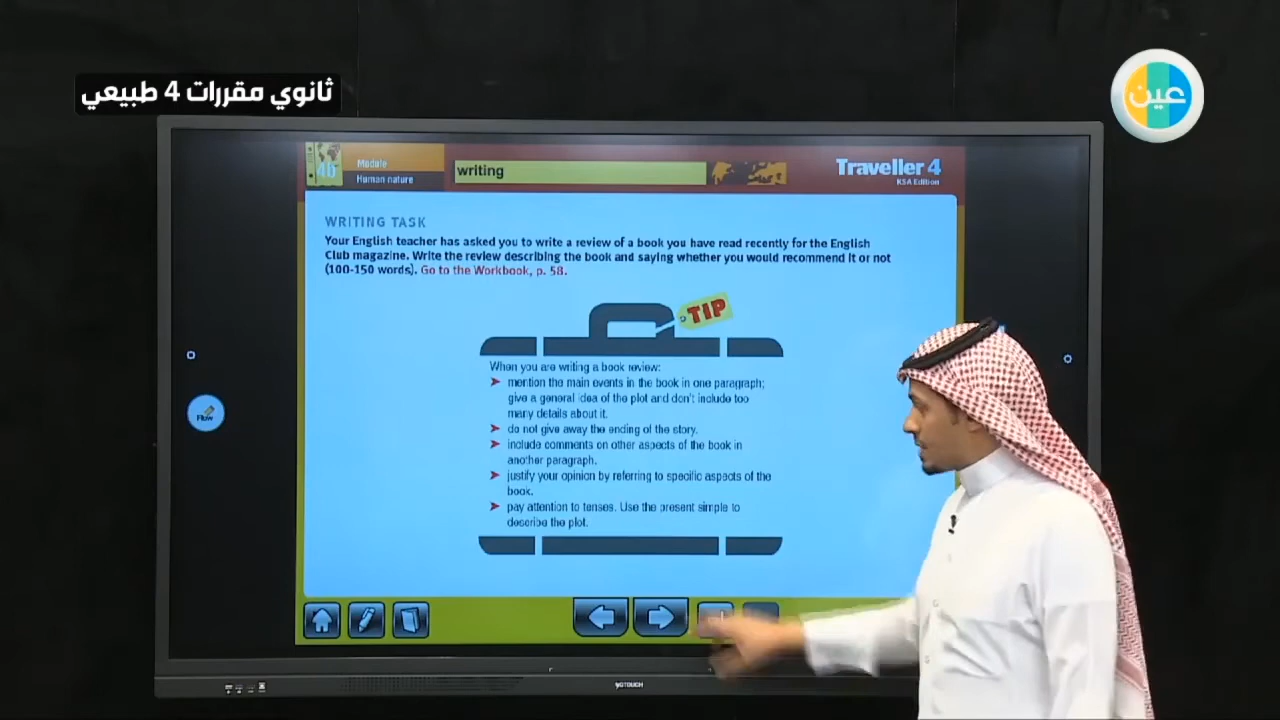 ثانوي مقررات 4 طبيعي
عين
4b
Module
Human nature
writing
Traveller 4
KSA Edition
WRITING TASK
Your English teacher has asked you to write a review of a book you have read recently for the English
Club magazine. Write the review describing the book and saying whether you would recommend it or not
(100-150 words). Go to the Workbook, p. 58.
TIP
When you are writing a book review:
➤ mention the main events in the book in one paragraph;
give a general idea of the plot and don't include too
many details about it.
➤ do not give away the ending of the story.
➤ include comments on other aspects of the book in
another paragraph.
➤ justify your opinion by referring to specific aspects of the
book.
➤ pay attention to tenses. Use the present simple to
describe the plot.
Flow